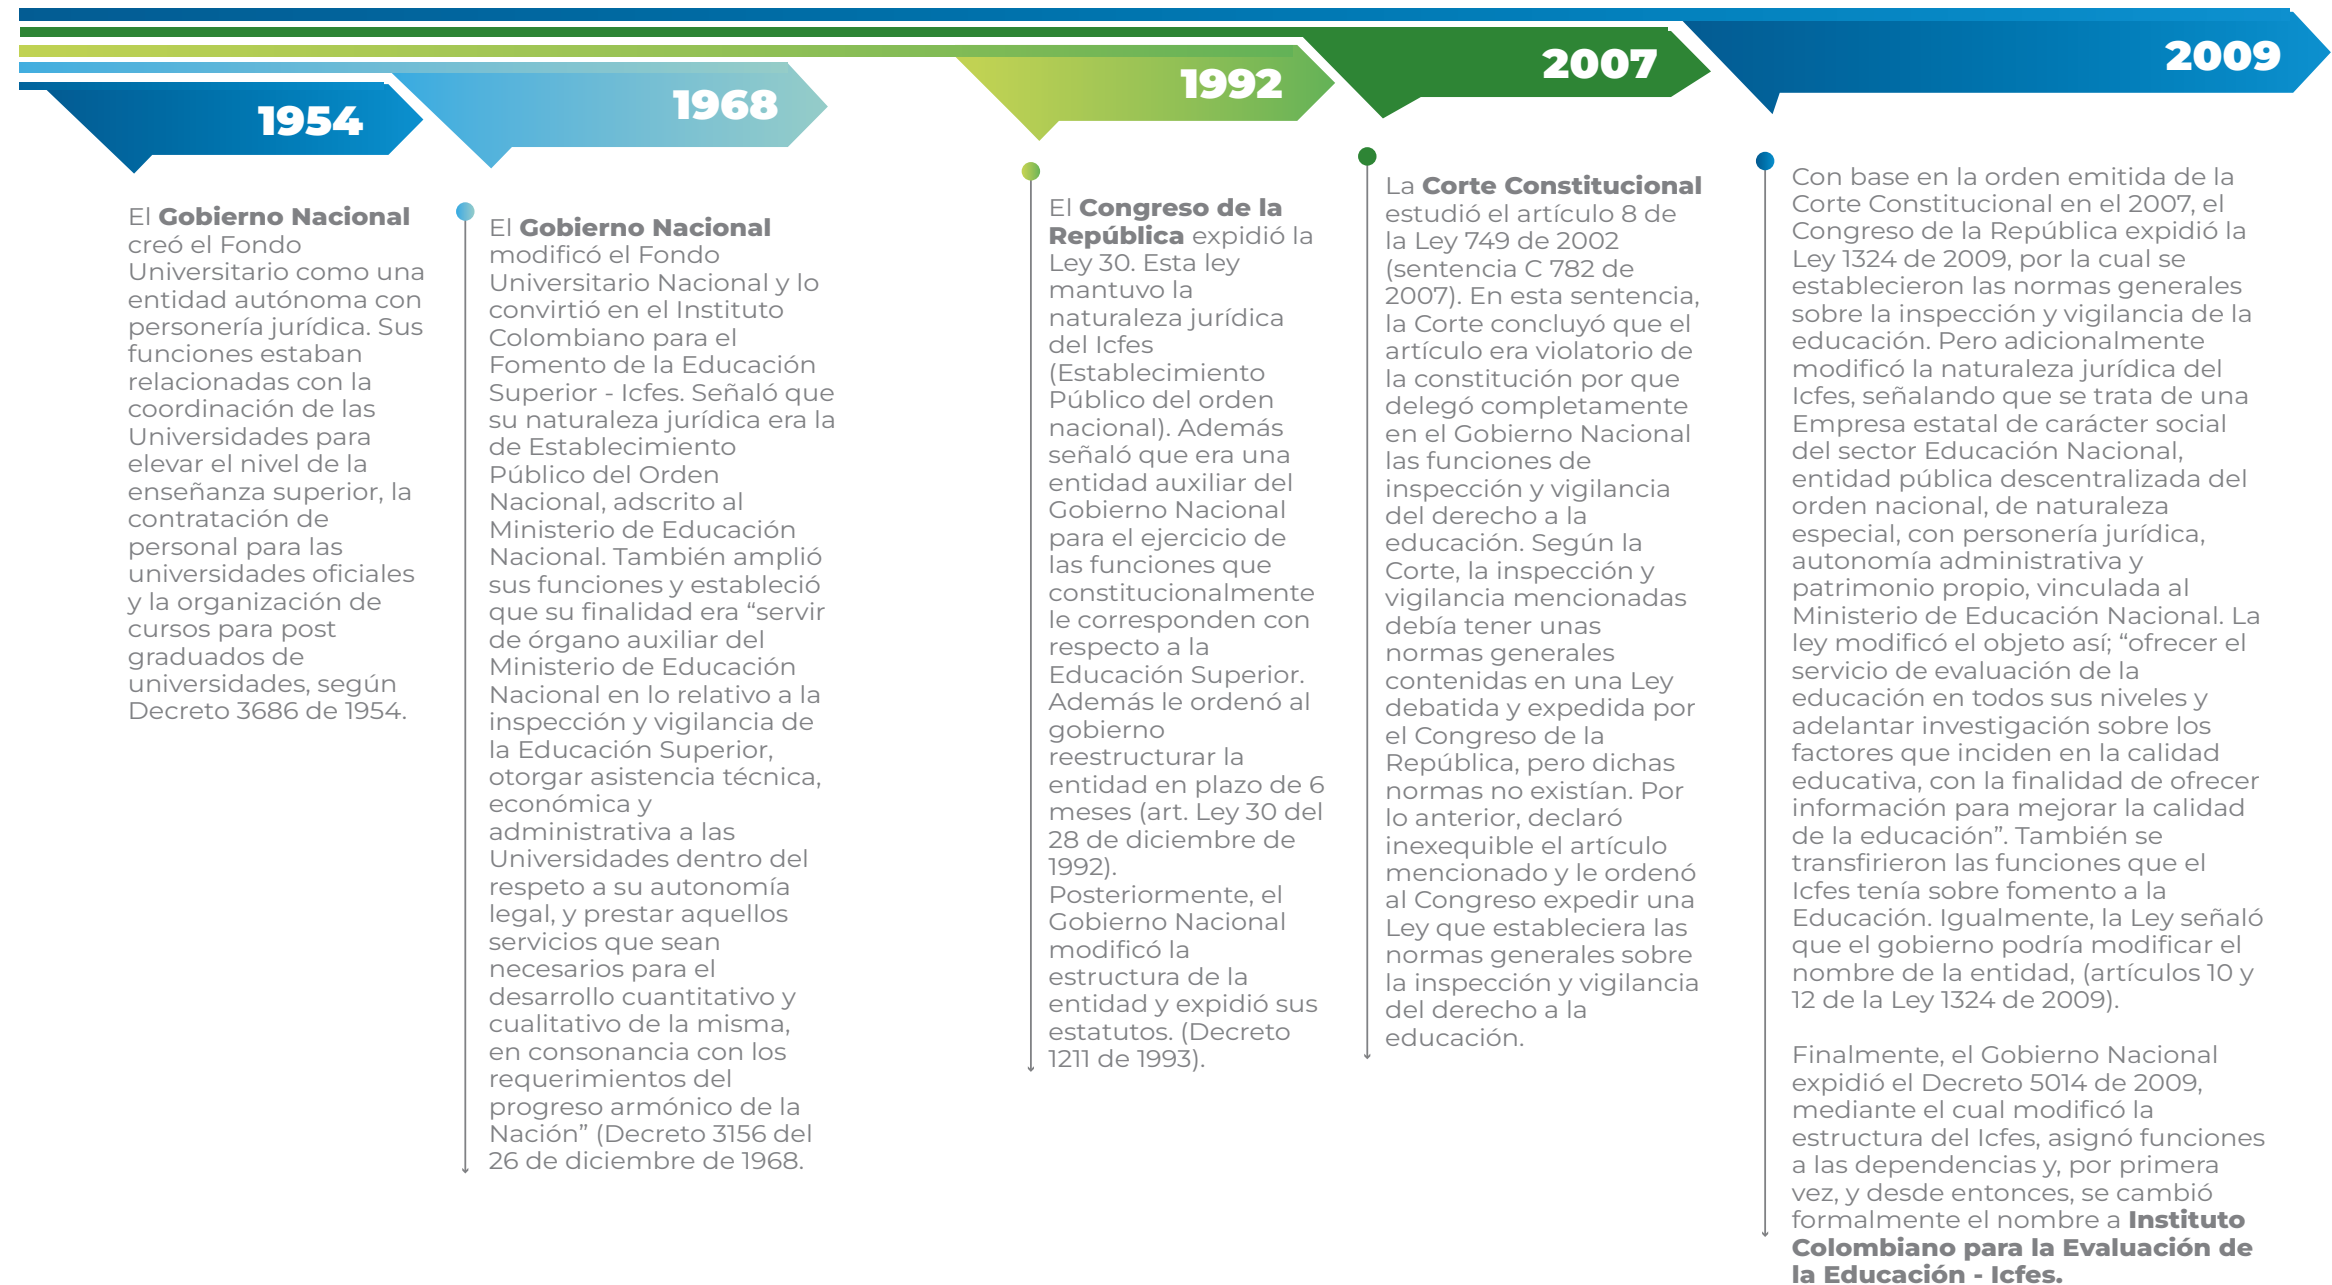 1954
El Gobierno Nacional
creó el Fondo
Universitario como una
entidad autónoma con
personería jurídica. Sus
funciones estaban
relacionadas con la
coordinación de las
Universidades para
elevar el nivel de la
enseñanza superior, la
contratación de
personal para las
universidades oficiales
y la organización de
cursos para post
graduados de
universidades, según
Decreto 3686 de 1954.
1968
El Gobierno Nacional
modificó el Fondo
Universitario Nacional y lo
convirtió en el Instituto
Colombiano para el
Fomento de la Educación
Superior - Icfes. Señaló que
su naturaleza jurídica era la
de Establecimiento
Público del Orden
Nacional, adscrito al
Ministerio de Educación
Nacional. También amplió
sus funciones y estableció
que su finalidad era “servir
de órgano auxiliar del
Ministerio de Educación
Nacional en lo relativo a la
inspección y vigilancia de
la Educación Superior,
otorgar asistencia técnica,
económica y
administrativa a las
Universidades dentro del
respeto a su autonomía
legal, y prestar aquellos
servicios que sean
necesarios para el
desarrollo cuantitativo y
cualitativo de la misma,
en consonancia con los
requerimientos del
progreso armónico de la
Nación” (Decreto 3156 del
26 de diciembre de 1968.
1992
El Congreso de la
República expidió la
Ley 30. Esta ley
mantuvo la
naturaleza jurídica
del Icfes
(Establecimiento
Público del orden
nacional). Además
señaló que era una
entidad auxiliar del
Gobierno Nacional
para el ejercicio de
las funciones que
constitucionalmente
le corresponden con
respecto a la
Educación Superior.
Además le ordenó al
gobierno
reestructurar la
entidad en plazo de 6
meses (art. Ley 30 del
28 de diciembre de
1992).
Posteriormente, el
Gobierno Nacional
modificó la
estructura de la
entidad y expidió sus
estatutos. (Decreto
1211 de 1993).
2007
La Corte Constitucional
estudió el artículo 8 de
la Ley 749 de 2002
(sentencia C 782 de
2007). En esta sentencia,
la Corte concluyó que el
artículo era violatorio de
la constitución por que
delegó completamente
en el Gobierno Nacional
las funciones de
inspección y vigilancia
del derecho a la
educación. Según la
Corte, la inspección y
vigilancia mencionadas
debía tener unas
normas generales
contenidas en una Ley
debatida y expedida por
el Congreso de la
República, pero dichas
normas no existían. Por
lo anterior, declaró
inexequible el artículo
mencionado y le ordenó
al Congreso expedir una
Ley que estableciera las
normas generales sobre
la inspección y vigilancia
del derecho a la
educación.
2009
Con base en la orden emitida de la
Corte Constitucional en el 2007, el
Congreso de la República expidió la
Ley 1324 de 2009, por la cual se
establecieron las normas generales
sobre la inspección y vigilancia de la
educación. Pero adicionalmente
modificó la naturaleza jurídica del
Icfes, señalando que se trata de una
Empresa estatal de carácter social
del sector Educación Nacional,
entidad pública descentralizada del
orden nacional, de naturaleza
especial, con personería jurídica,
autonomía administrativa y
patrimonio propio, vinculada al
Ministerio de Educación Nacional. La
ley modificó el objeto así; “ofrecer el
servicio de evaluación de la
educación en todos sus niveles y
adelantar investigación sobre los
factores que inciden en la calidad
educativa, con la finalidad de ofrecer
información para mejorar la calidad
de la educación”. También se
transfirieron las funciones que el
Icfes tenía sobre fomento a la
Educación. Igualmente, la Ley señaló
que el gobierno podría modificar el
nombre de la entidad, (artículos 10 y
12 de la Ley 1324 de 2009).
Finalmente, el Gobierno Nacional
expidió el Decreto 5014 de 2009,
mediante el cual modificó la
estructura del Icfes, asignó funciones
a las dependencias y, por primera
vez, y desde entonces, se cambió
formalmente el nombre a Instituto
Colombiano para la Evaluación de
la Educación - Icfes.